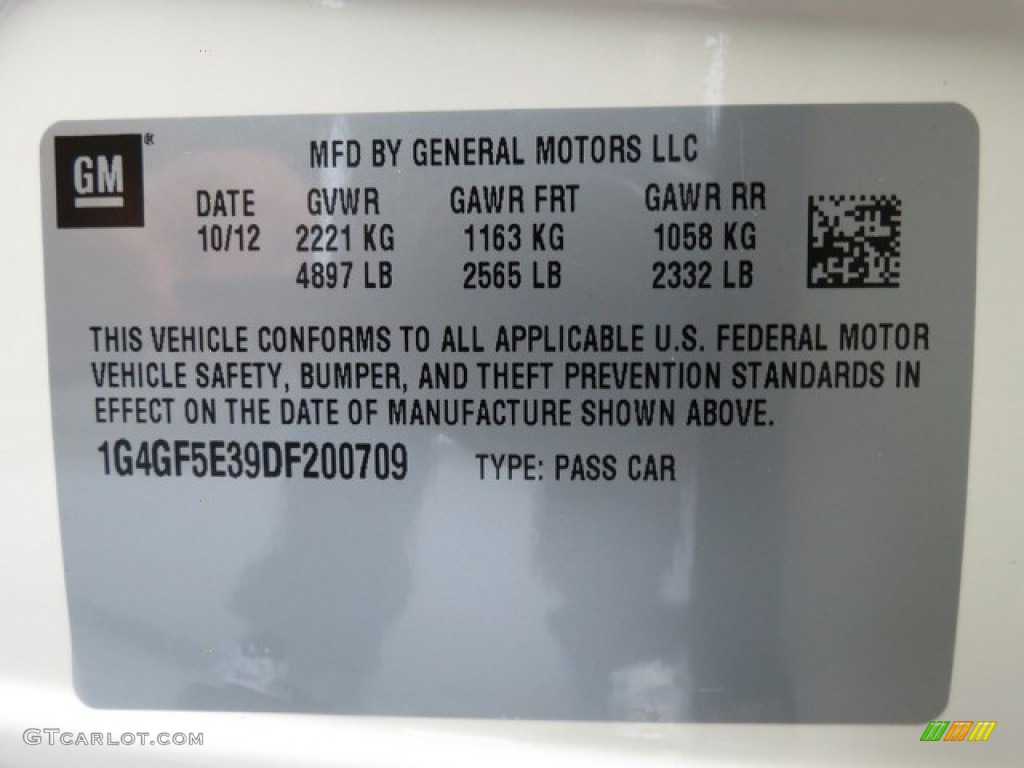 GM ®
MFD BY GENERAL MOTORS LLC
DATE GVWR GAWR FRT GAWR RR
10/12 2221 KG 1163 KG 1058 KG
4897 LB 2565 LB 2332 LB
THIS VEHICLE CONFORMS TO ALL APPLICABLE U.S. FEDERAL MOTOR
VEHICLE SAFETY, BUMPER, AND THEFT PREVENTION STANDARDS IN
EFFECT ON THE DATE OF MANUFACTURE SHOWN ABOVE.
1G4GF5E39DF200709 TYPE: PASS CAR
GTcarlot.com